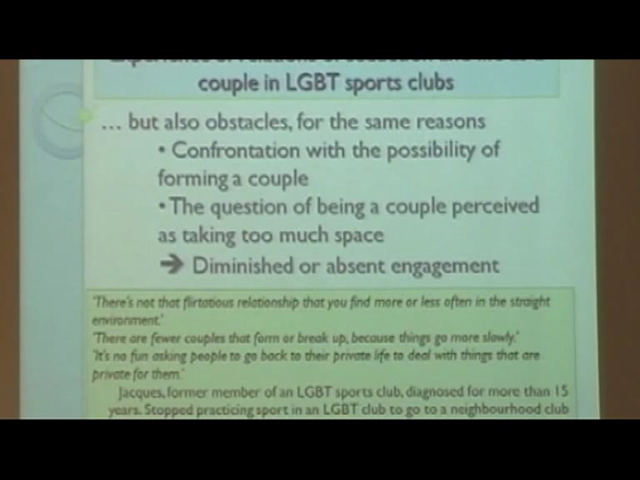 couple in LGBT sports clubs
… but also obstacles, for the same reasons
• Confrontation with the possibility of
forming a couple
• The question of being a couple perceived
as taking too much space
➔ Diminished or absent engagement
'There's not that flirtatious relationship that you find more or less often in the straight
environment.'
'There are fewer couples that form or break up, because things go more slowly.'
'It's no fun asking people to go back to their private life to deal with things that are
private for them.'
Jacques, former member of an LGBT sports club, diagnosed for more than 15
years. Stopped practicing sport in an LGBT club to go to a neighbourhood club